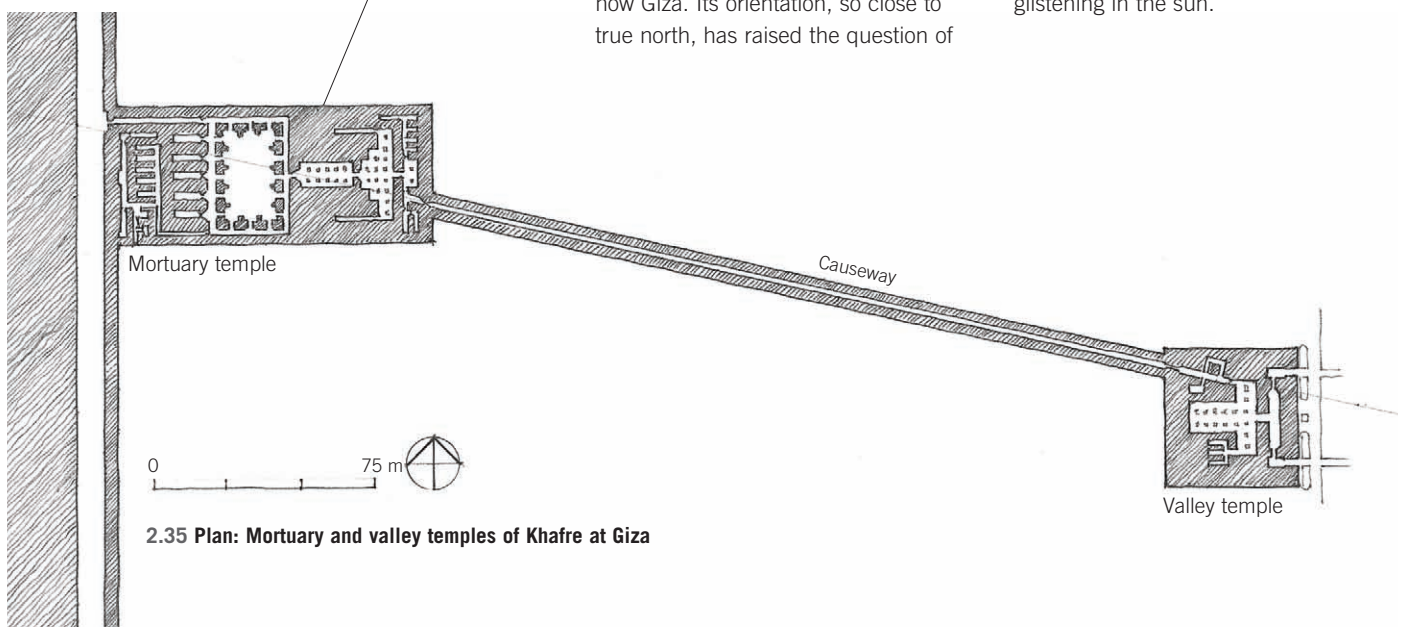 now Giza. Its orientation, so close to
true north, has raised the question of
glistening in the sun.
Mortuary temple
Causeway
0 75 m
Valley temple
2.35 Plan: Mortuary and valley temples of Khafre at Giza